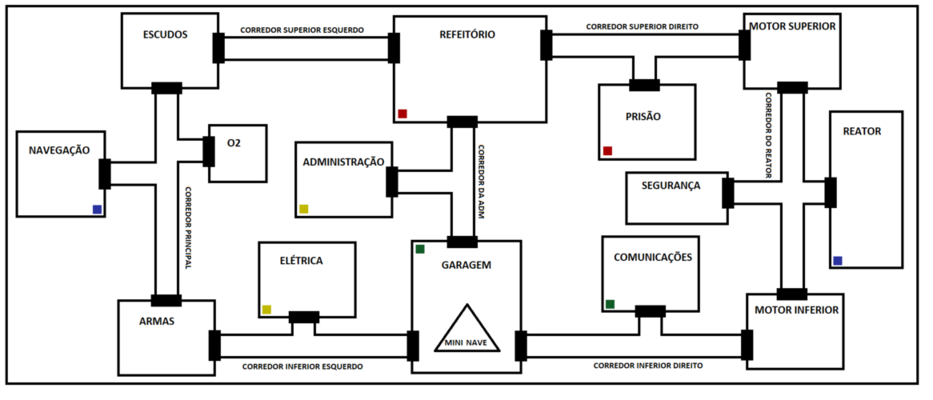 ESCUDOS
CORREDOR SUPERIOR ESQUERDO
REFEITÓRIO
CORREDOR SUPERIOR DIREITO
MOTOR SUPERIOR
NAVEGAÇÃO
O2
ADMINISTRAÇÃO
CORREDOR DA ADM
PRISÃO
CORREDOR DO REATOR
REATOR
SEGURANÇA
CORREDOR PRINCIPAL
ELÉTRICA
GARAGEM
COMUNICAÇÕES
ARMAS
MINI NAVE
MOTOR INFERIOR
CORREDOR INFERIOR ESQUERDO
CORREDOR INFERIOR DIREITO